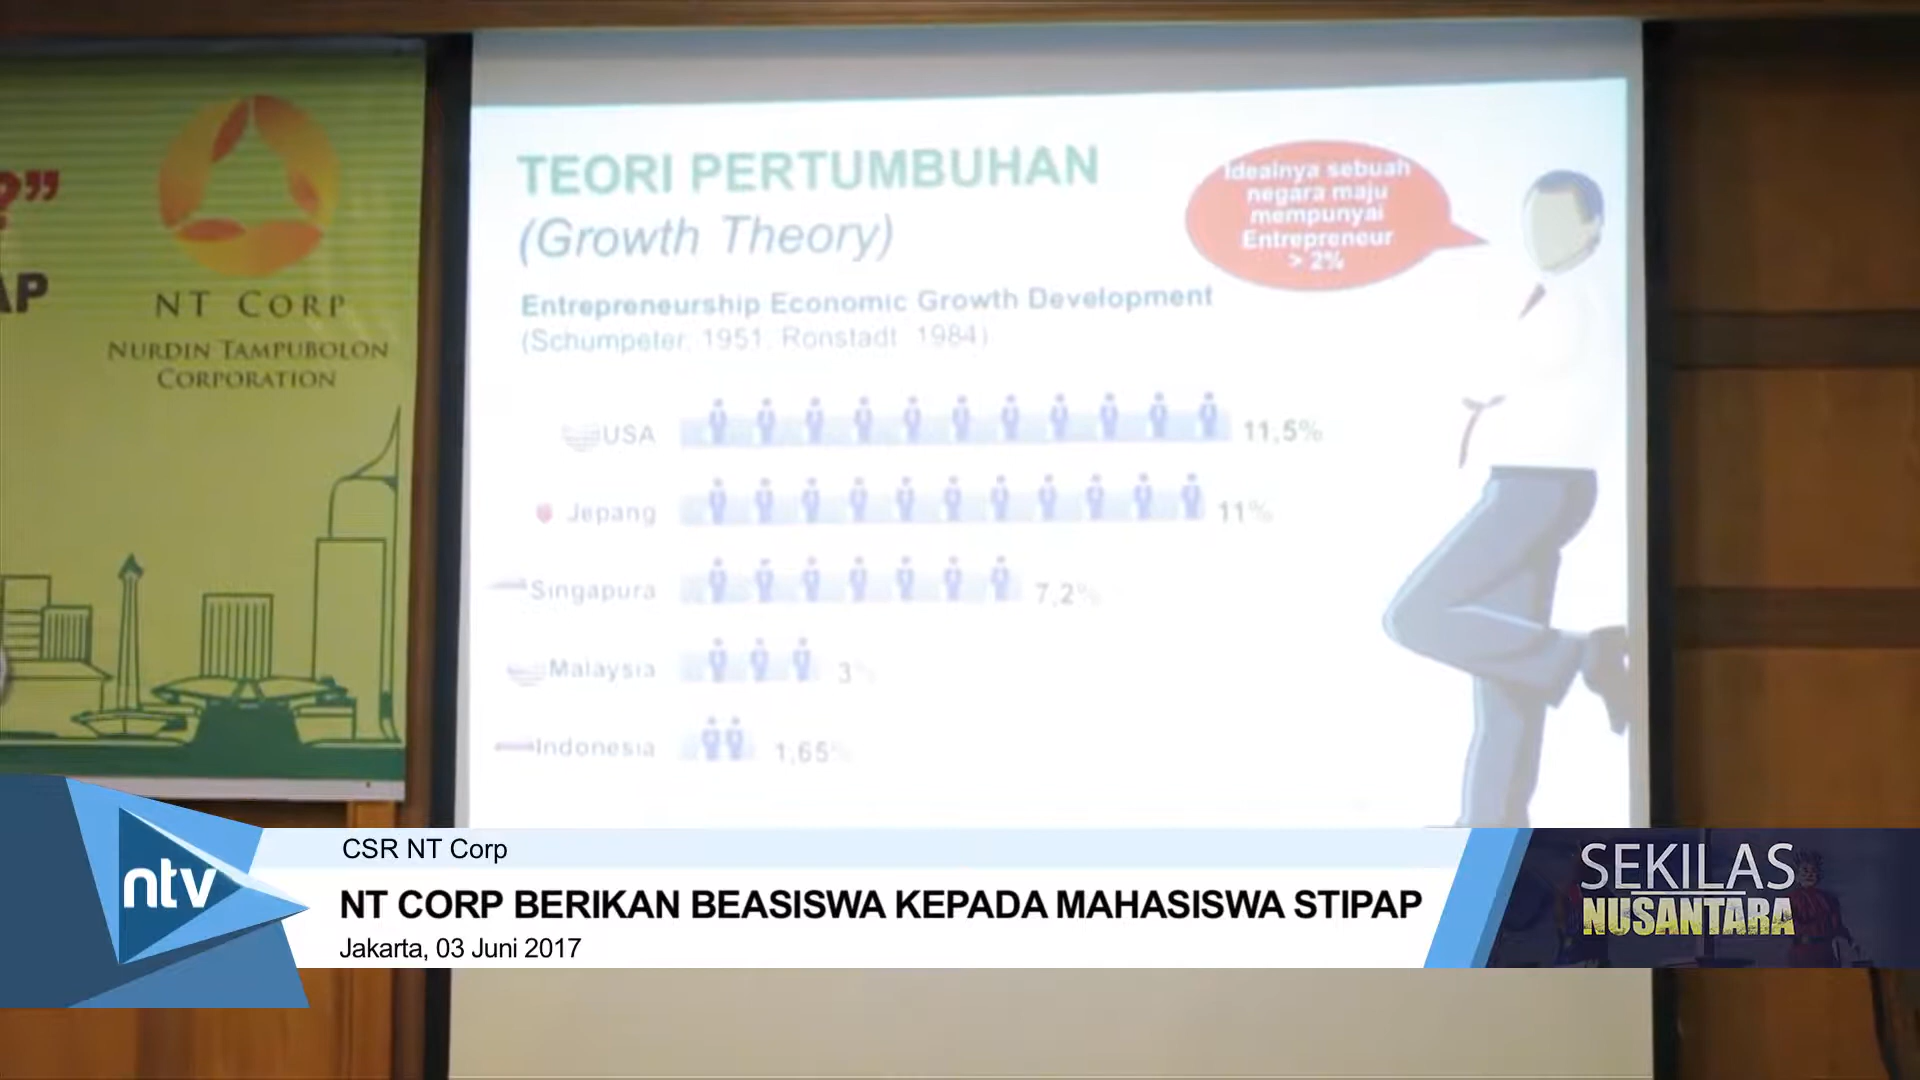 ?”
AP
NT CORP
NURDIN TAMPUBOLON
CORPORATION
TEORI PERTUMBUHAN
(Growth Theory)
Idealnya sebuah
negara maju
mempunyai
Entrepreneur
> 2%
Entrepreneurship Economic Growth Development
(Schumpeter, 1951, Ronstadt, 1984)
USA 11,5%
Jepang 11%
Singapura 7,2%
Malaysia 3%
Indonesia 1,65%
ntv
CSR NT Corp
NT CORP BERIKAN BEASISWA KEPADA MAHASISWA STIPAP
Jakarta, 03 Juni 2017
SEKILAS
NUSANTARA